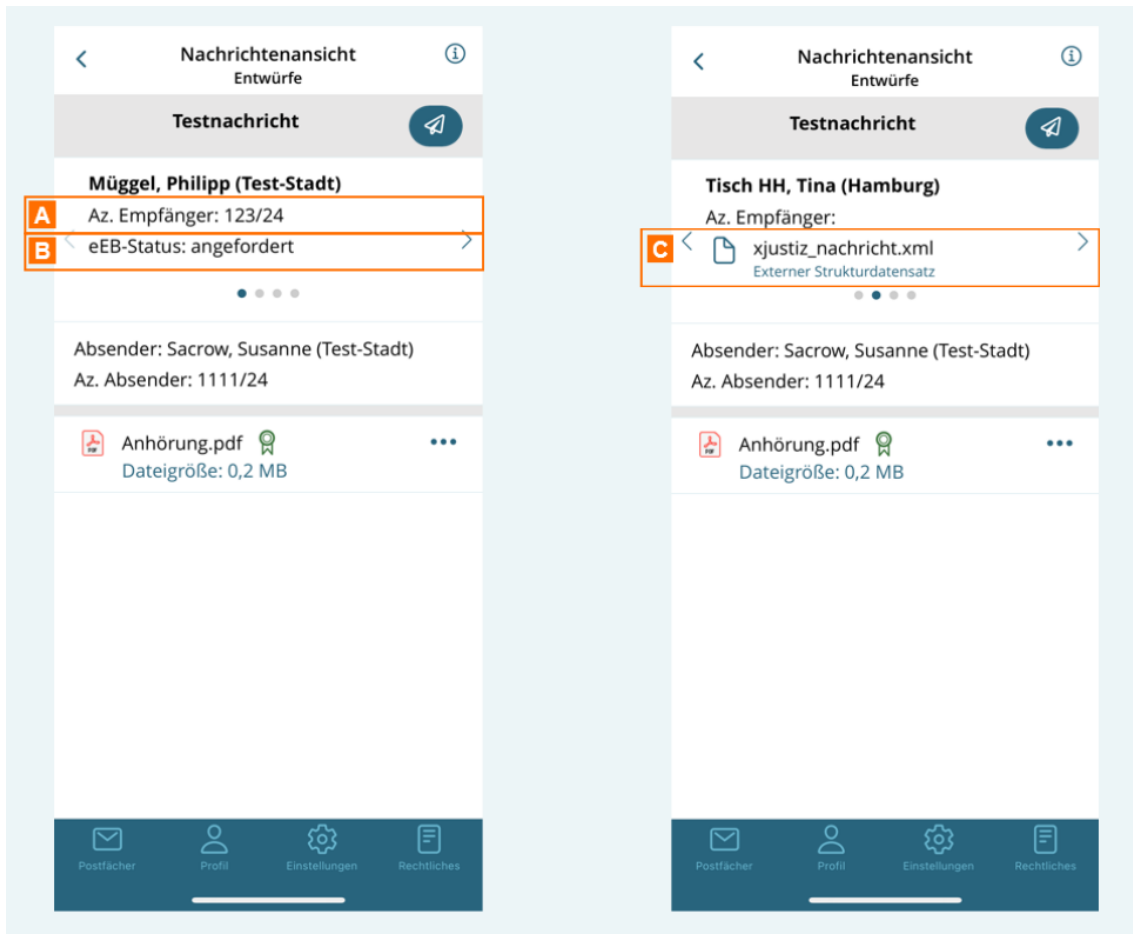 Nachrichtenansicht
Entwürfe
Testnachricht
Müggel, Philipp (Test-Stadt)
A
Az. Empfänger: 123/24
B
eEB-Status: angefordert
Absender: Sacrow, Susanne (Test-Stadt)
Az. Absender: 1111/24
PDF
Anhörung.pdf
Dateigröße: 0,2 MB
Postfächer Profil Einstellungen Rechtliches
Nachrichtenansicht
Entwürfe
Testnachricht
Tisch HH, Tina (Hamburg)
Az. Empfänger:
C
xjustiz_nachricht.xml
Externer Strukturdatensatz
Absender: Sacrow, Susanne (Test-Stadt)
Az. Absender: 1111/24
PDF
Anhörung.pdf
Dateigröße: 0,2 MB
Postfächer Profil Einstellungen Rechtliches